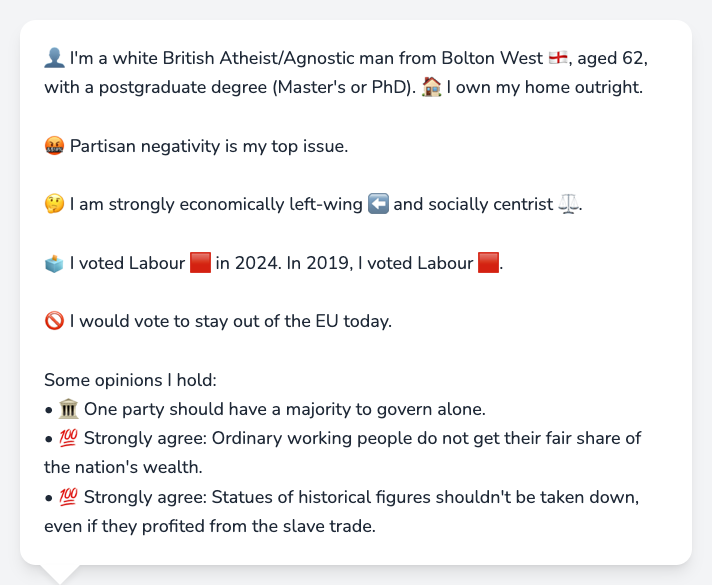 👤 I'm a white British Atheist/Agnostic man from Bolton West 🏴󠁧󠁢󠁥󠁮󠁧󠁿, aged 62,
with a postgraduate degree (Master's or PhD). 🏠 I own my home outright.
🤬 Partisan negativity is my top issue.
🤔 I am strongly economically left-wing ⬅️ and socially centrist ⚖️.
🗳️ I voted Labour 🟥 in 2024. In 2019, I voted Labour 🟥.
🚫 I would vote to stay out of the EU today.
Some opinions I hold:
• 🏛️ One party should have a majority to govern alone.
• 💯 Strongly agree: Ordinary working people do not get their fair share of
the nation's wealth.
• 💯 Strongly agree: Statues of historical figures shouldn't be taken down,
even if they profited from the slave trade.